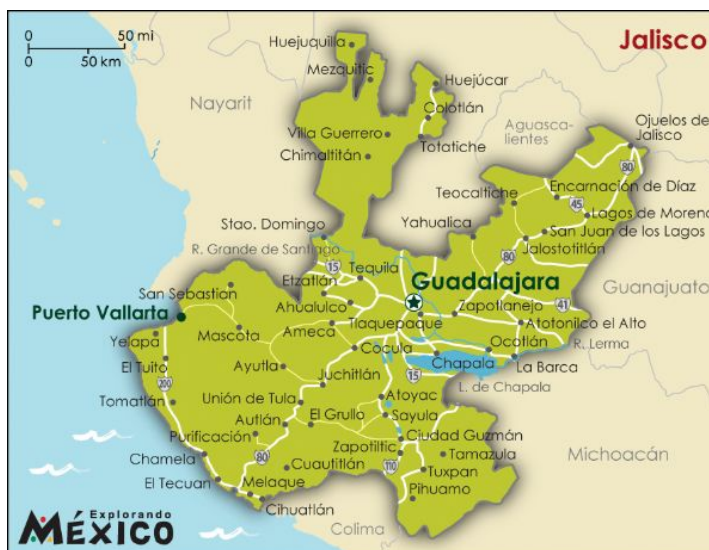 0 50 mi
0 50 km
Jalisco
Huejuquilla
Mezquitic
Huejúcar
Nayarit
Colotlán
Aguasca-
lientes
Ojuelos de
Jalisco
Villa Guerrero
Totatiche
Chimaltitán
80
Encarnación de Díaz
Teocaltiche
45
Lagos de Moreno
Stao. Domingo
Yahualica
San Juan de los Lagos
R. Grande de Santiago
80
Jalostotitlán
15
Tequila
Etzatlán
Guadalajara
Guanajuato
San Sebastian
Ahualulco
Zapotlanejo
41
Puerto Vallarta
Ameca
Tlaquepaque
Atotonilco el Alto
Mascota
Yelapa
Cocula
Ocotlán
R. Lerma
El Tuito
Ayutla
Chapala
La Barca
Juchitlán
15
L. de Chapala
200
Tomatlán
Unión de Tula
Atoyac
El Grullo
Sayula
Autlán
Purificación
Ciudad Guzmán
Zapotiltic
Michoacán
Chamela
80
Tamazula
Cuautitlán
110
Tuxpan
El Tecuan
Melaque
Pihuamo
Cihuatlán
Colima
Explorando
MÉXICO